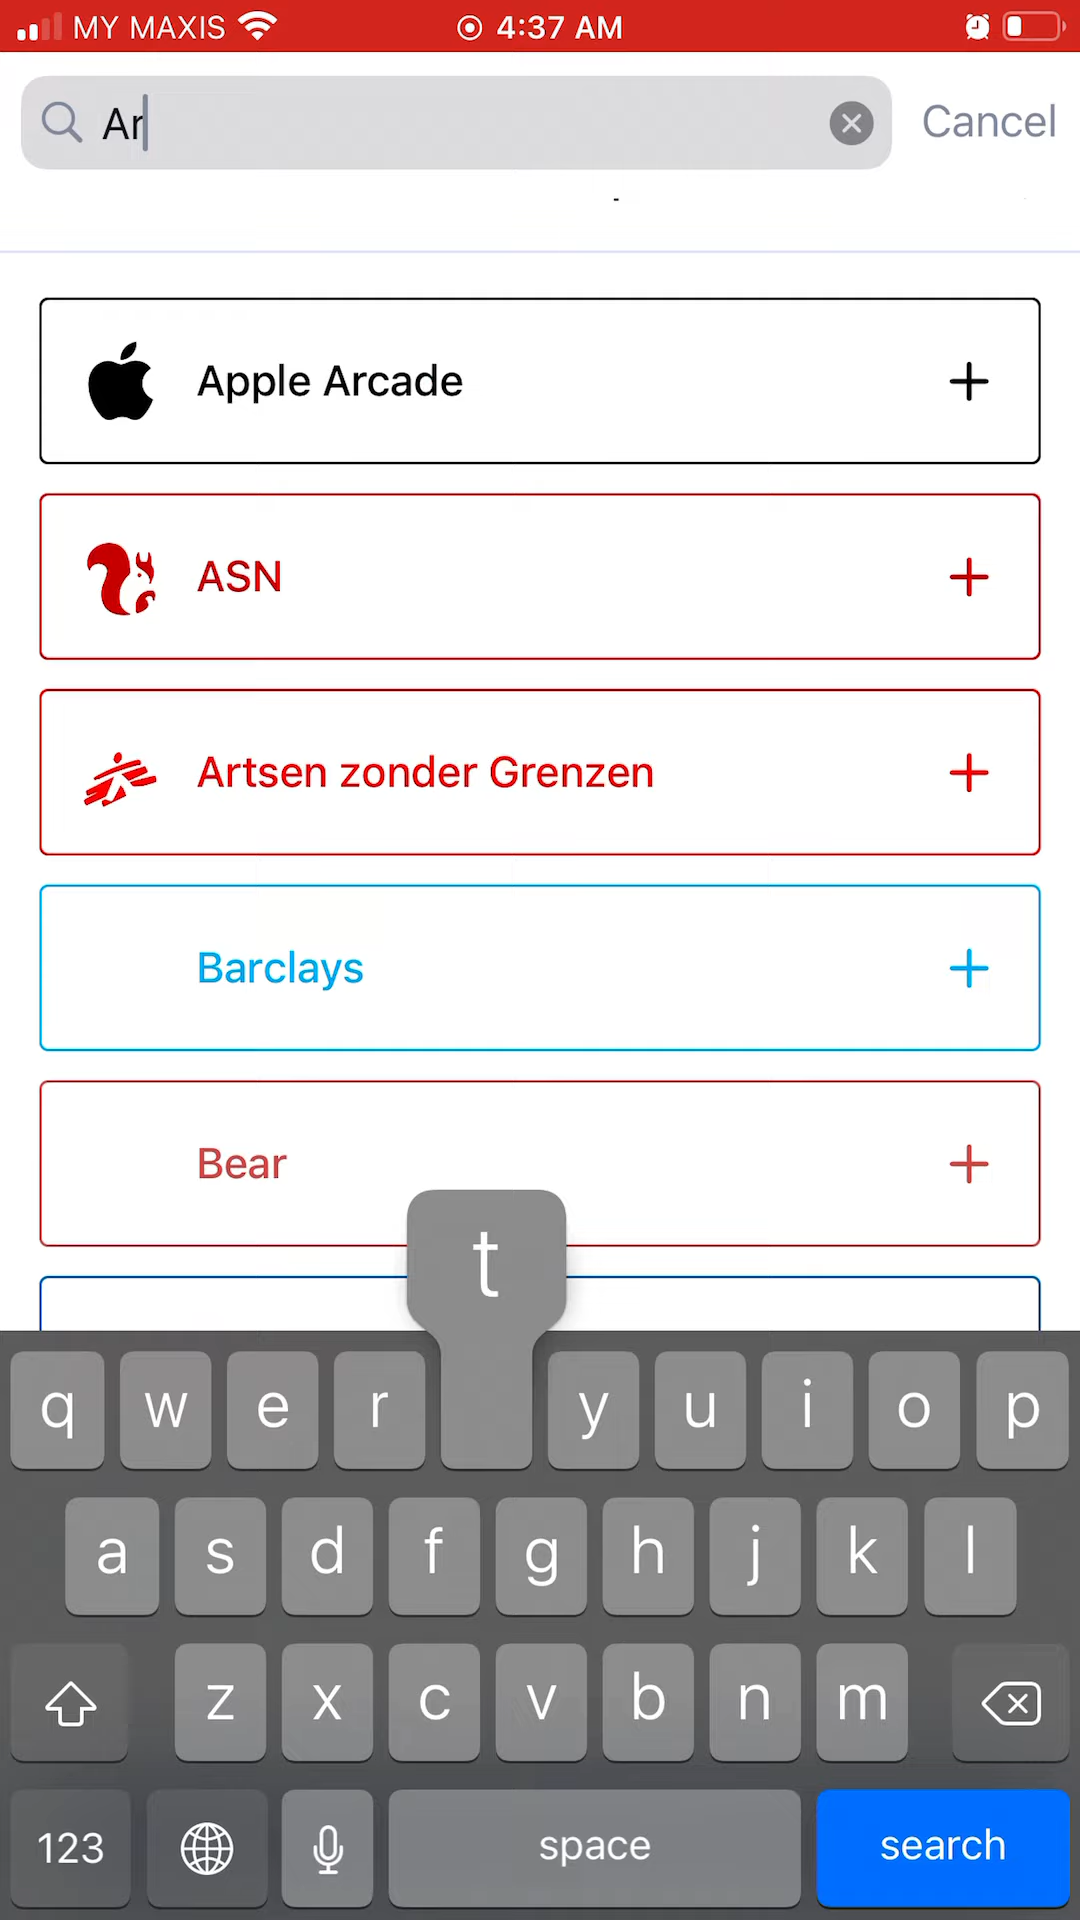 MY MAXIS 4:37 AM
Ar Cancel
Apple Arcade +
ASN +
Artsen zonder Grenzen +
Barclays +
Bear +
t
q w e r y u i o p
a s d f g h j k l
z x c v b n m
123 space search